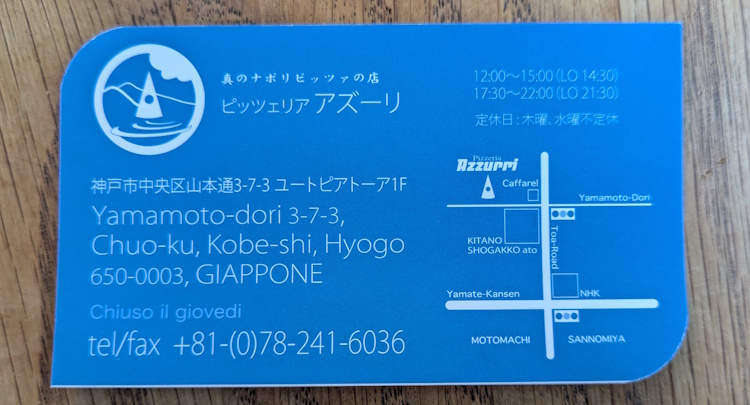 真のナポリピッツァの店
ピッツェリア アズーリ
12:00～15:00 (LO 14:30)
17:30～22:00 (LO 21:30)
定休日：木曜、水曜不定休
神戸市中央区山本通3-7-3 ユートピアトーア1F
Yamamoto-dori 3-7-3,
Chuo-ku, Kobe-shi, Hyogo
650-0003, GIAPPONE
Chiuso il giovedi
tel/fax +81-(0)78-241-6036
Pizzeria
Azzurri
Caffarel
Yamamoto-Dori
KITANO
SHOGAKKO ato
Toa-Road
Yamate-Kansen
NHK
MOTOMACHI
SANNOMIYA